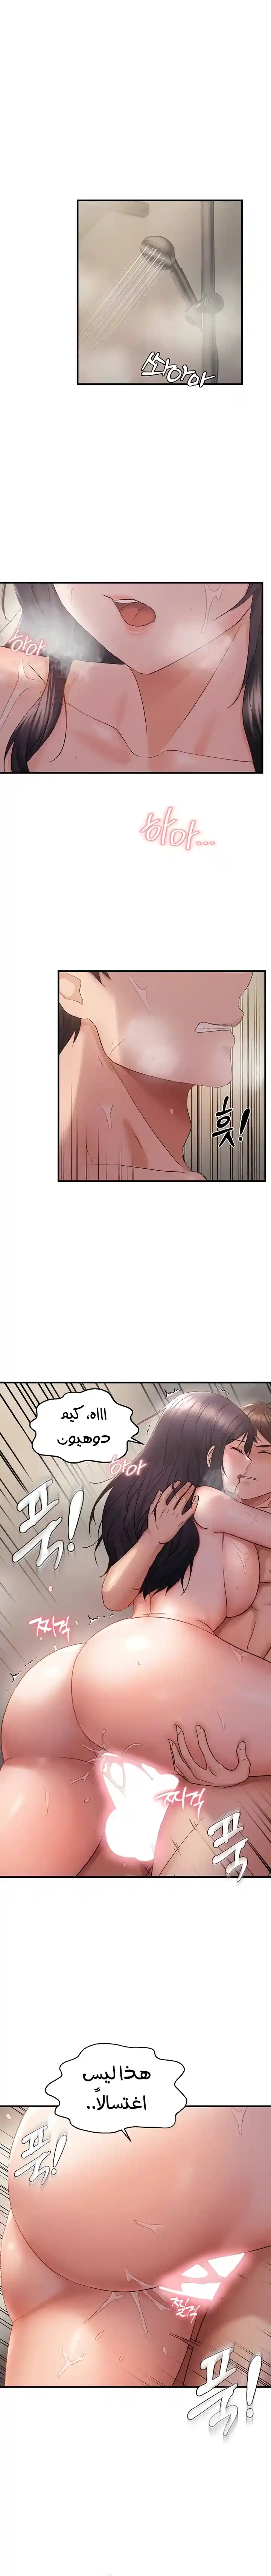 쏴아아
하아
하아...
흣!
اااه، كيم
دوهيون
하아
푹!
찌걱
찌걱
푹!
هذا ليس
اغتسالاً..
푹!
찔걱
푹!